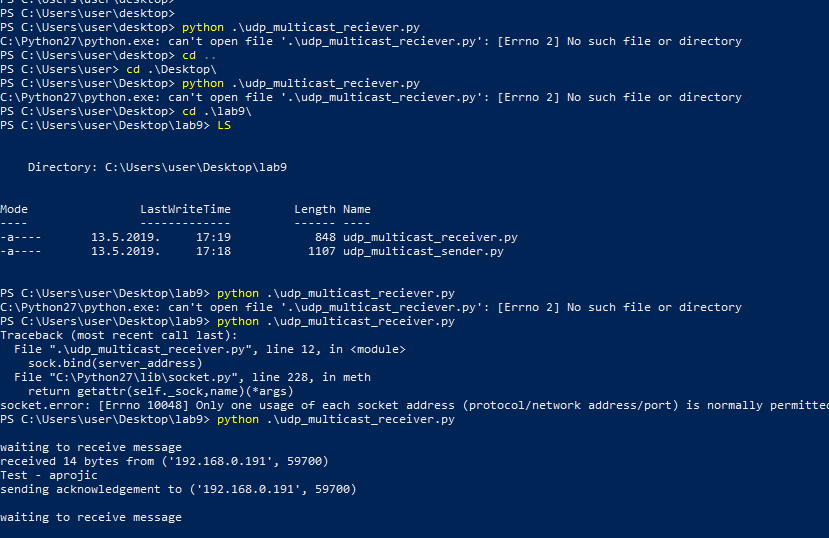 PS C:\Users\user\desktop>
PS C:\Users\user\desktop>
PS C:\Users\user\desktop> python .\udp_multicast_reciever.py
C:\Python27\python.exe: can't open file '.\udp_multicast_reciever.py': [Errno 2] No such file or directory
PS C:\Users\user\desktop> cd ..
PS C:\Users\user> cd .\Desktop\
PS C:\Users\user\Desktop> python .\udp_multicast_reciever.py
C:\Python27\python.exe: can't open file '.\udp_multicast_reciever.py': [Errno 2] No such file or directory
PS C:\Users\user\Desktop> cd .\lab9\
PS C:\Users\user\Desktop\lab9> LS
Directory: C:\Users\user\Desktop\lab9
Mode LastWriteTime Length Name
---- ------------- ------ ----
-a---- 13.5.2019. 17:19 848 udp_multicast_receiver.py
-a---- 13.5.2019. 17:18 1107 udp_multicast_sender.py
PS C:\Users\user\Desktop\lab9> python .\udp_multicast_reciever.py
C:\Python27\python.exe: can't open file '.\udp_multicast_reciever.py': [Errno 2] No such file or directory
PS C:\Users\user\Desktop\lab9> python .\udp_multicast_receiver.py
Traceback (most recent call last):
File ".\udp_multicast_receiver.py", line 12, in <module>
sock.bind(server_address)
File "C:\Python27\lib\socket.py", line 228, in meth
return getattr(self._sock,name)(*args)
socket.error: [Errno 10048] Only one usage of each socket address (protocol/network address/port) is normally permitted
PS C:\Users\user\Desktop\lab9> python .\udp_multicast_receiver.py
waiting to receive message
received 14 bytes from ('192.168.0.191', 59700)
Test - aprojic
sending acknowledgement to ('192.168.0.191', 59700)
waiting to receive message